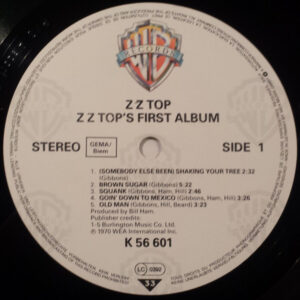 WB
RECORDS
Z Z TOP
Z Z TOP'S FIRST ALBUM
STEREO
GEMA/
Biem
SIDE 1
1. (SOMEBODY ELSE BEEN) SHAKING YOUR TREE 2:32
(Gibbons)
2. BROWN SUGAR (Gibbons) 5:22
3. SQUANK (Gibbons, Ham, Hill) 2:46
4. GOIN' DOWN TO MEXICO (Gibbons, Ham, Hill) 3:26
5. OLD MAN (Gibbons, Hill, Beard) 3:23
Produced by Bill Ham.
Publisher credits:
1-5 Burlington Music Co. Ltd.
℗ 1970 WEA International Inc.
K 56 601
LC 0392
33